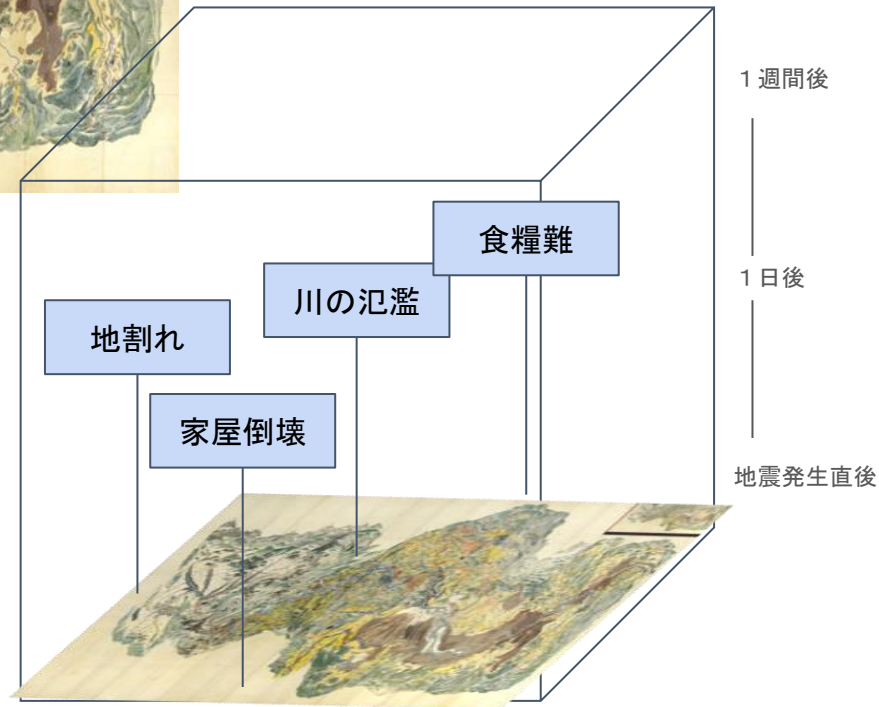 １週間後
食糧難
１日後
川の氾濫
地割れ
家屋倒壊
地震発生直後